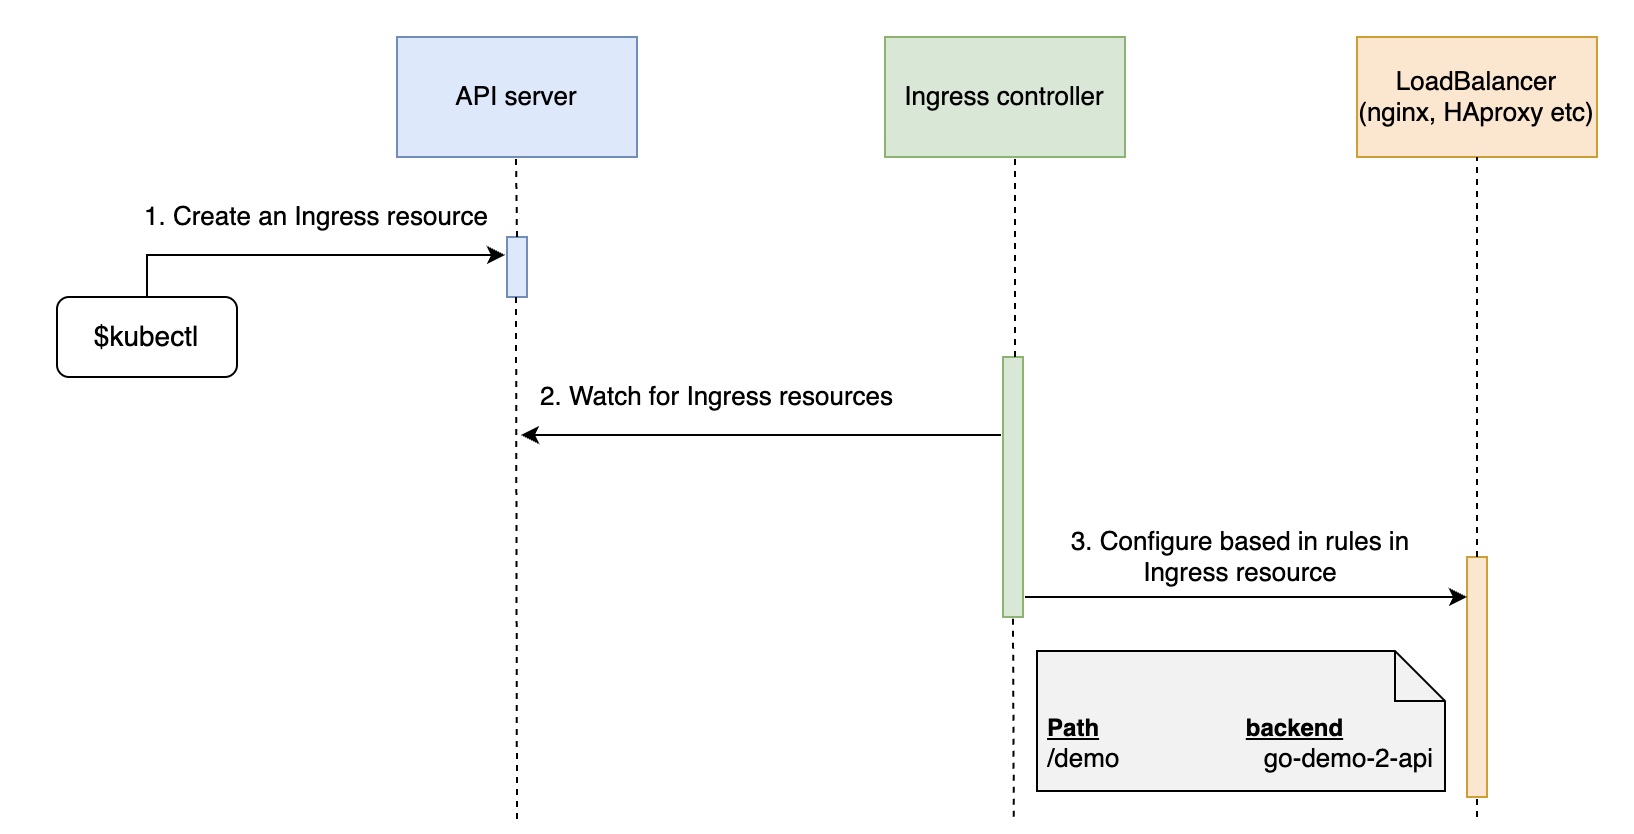 API server
Ingress controller
LoadBalancer
(nginx, HAproxy etc)
1. Create an Ingress resource
$kubectl
2. Watch for Ingress resources
3. Configure based in rules in
Ingress resource
Path backend
/demo go-demo-2-api